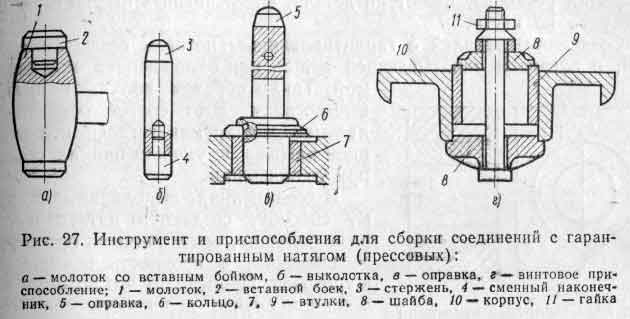 1 2 3 4 5 6 7 8 8 9 10 11
а) б) в) г)
Рис. 27. Инструмент и приспособления для сборки соединений с гаран-
тированным натягом (прессовых):
а — молоток со вставным бойком, б — выколотка, в — оправка, г — винтовое при-
способление; 1 — молоток, 2 — вставной боек, 3 — стержень, 4 — сменный наконеч-
ник, 5 — оправка, 6 — кольцо, 7, 9 — втулки, 8 — шайба, 10 — корпус, 11 — гайка